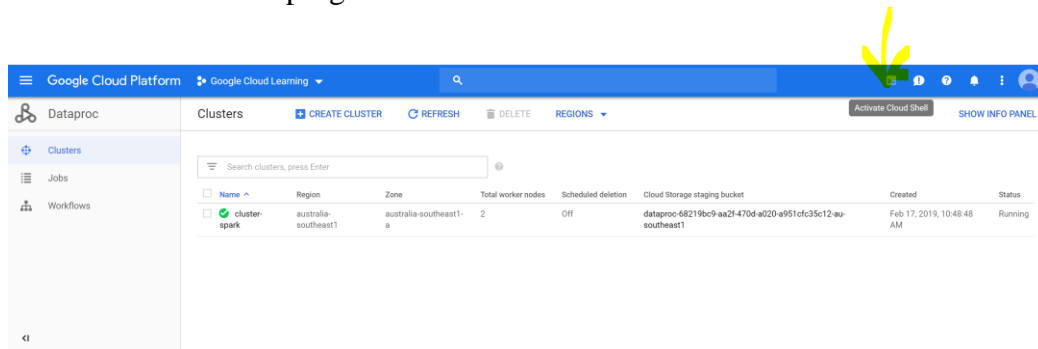 Google Cloud Platform Google Cloud Learning
Activate Cloud Shell
Dataproc Clusters CREATE CLUSTER REFRESH DELETE REGIONS SHOW INFO PANEL
Clusters
Jobs
Workflows
Search clusters, press Enter
Name Region Zone Total worker nodes Scheduled deletion Cloud Storage staging bucket Created Status
cluster- australia- australia-southeast1- 2 Off dataproc-68219bc9-aa2f-470d-a020-a951cfc35c12-au- Feb 17, 2019, 10:48:48 Running
spark southeast1 a southeast1 AM